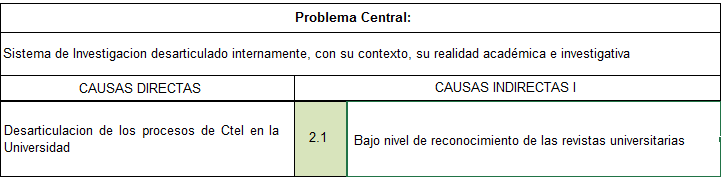 Problema Central:
Sistema de Investigacion desarticulado internamente, con su contexto, su realidad académica e investigativa
CAUSAS DIRECTAS
CAUSAS INDIRECTAS I
Desarticulacion de los procesos de CteI en la
Universidad
2.1
Bajo nivel de reconocimiento de las revistas universitarias